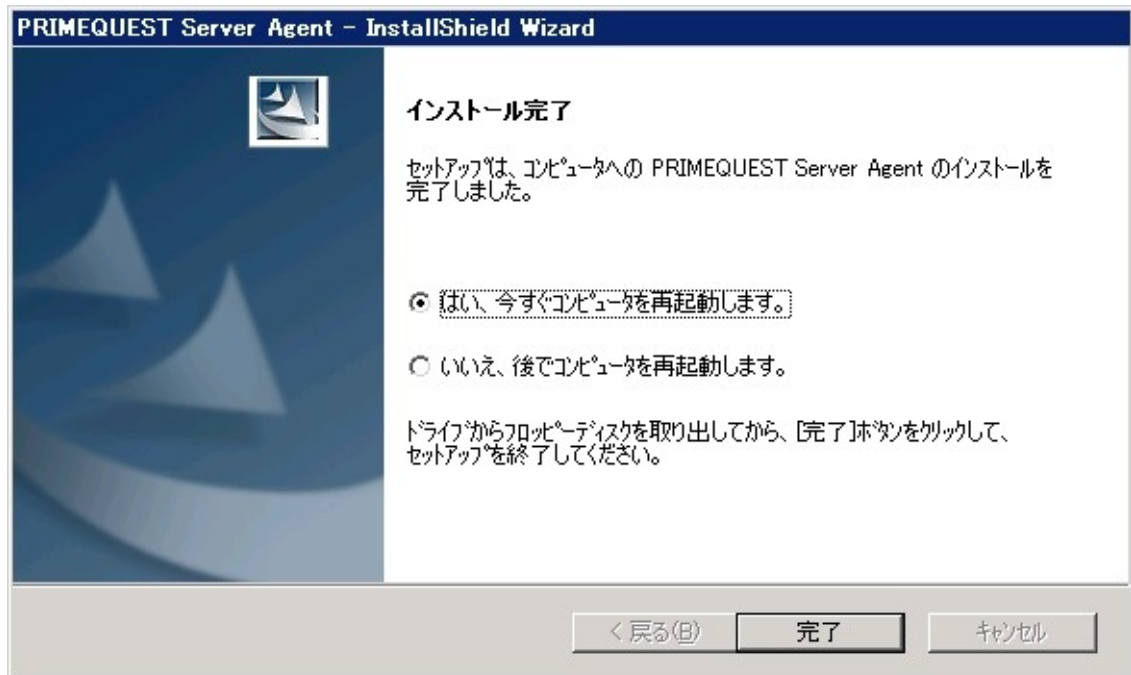 PRIMEQUEST Server Agent - InstallShield Wizard
インストール完了
セットアップは、コンピュータへの PRIMEQUEST Server Agent のインストールを
完了しました。
はい、今すぐコンピュータを再起動します。
いいえ、後でコンピュータを再起動します。
ドライブからフロッピーディスクを取り出してから、[完了]ボタンをクリックして、
セットアップを終了してください。
< 戻る(B)
完了
キャンセル